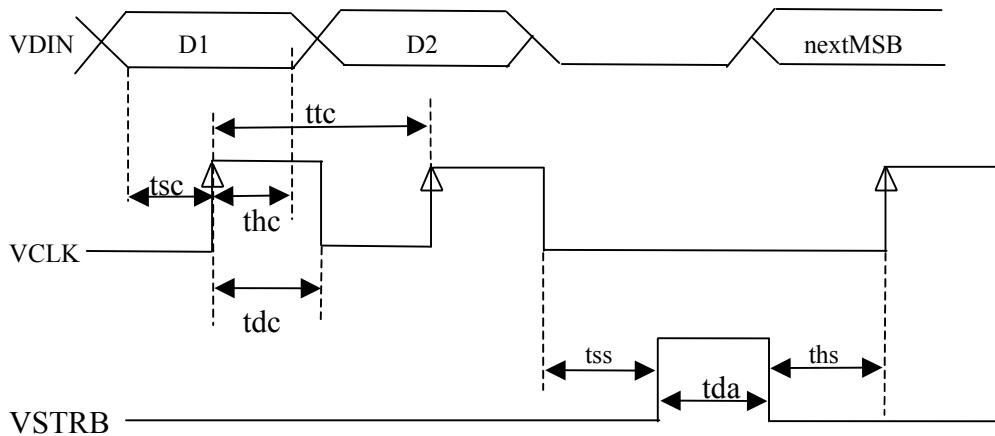 VDIN D1 D2 nextMSB
ttc
tsc
thc
VCLK
tdc
tss ths
tda
VSTRB